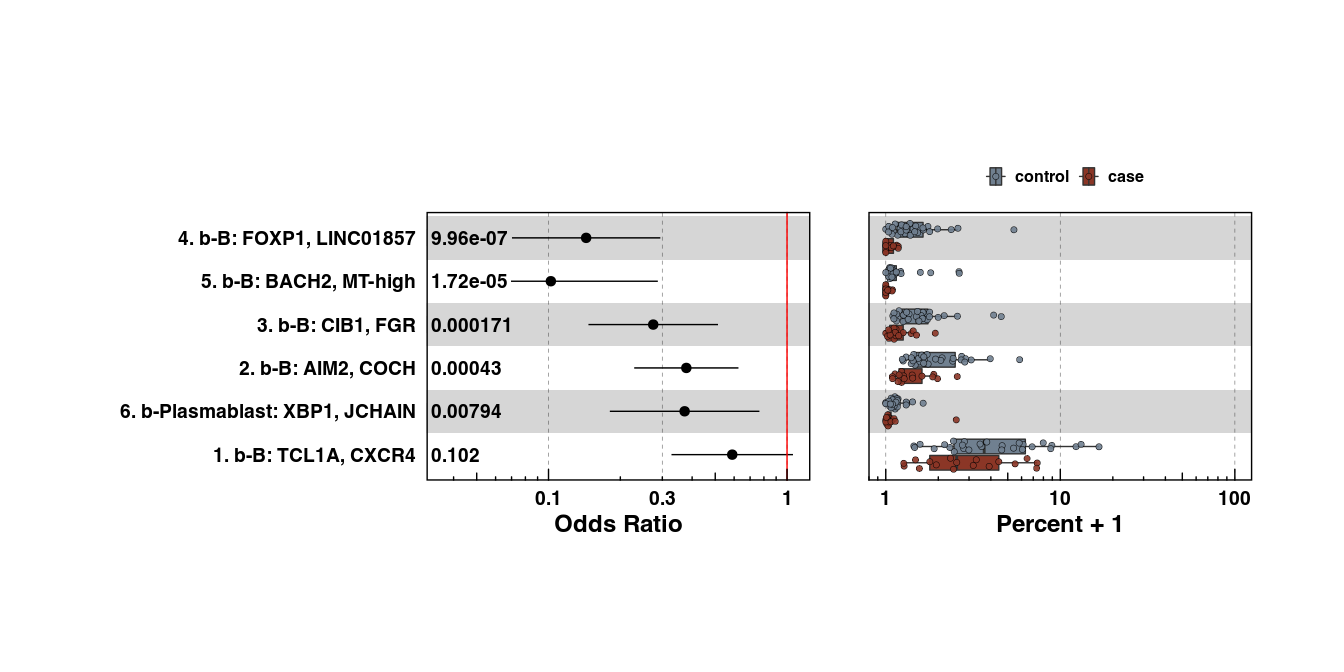 control case
4. b-B: FOXP1, LINC01857 9.96e-07
5. b-B: BACH2, MT-high 1.72e-05
3. b-B: CIB1, FGR 0.000171
2. b-B: AIM2, COCH 0.00043
6. b-Plasmablast: XBP1, JCHAIN 0.00794
1. b-B: TCL1A, CXCR4 0.102
0.1 0.3 1 1 10 100
Odds Ratio Percent + 1